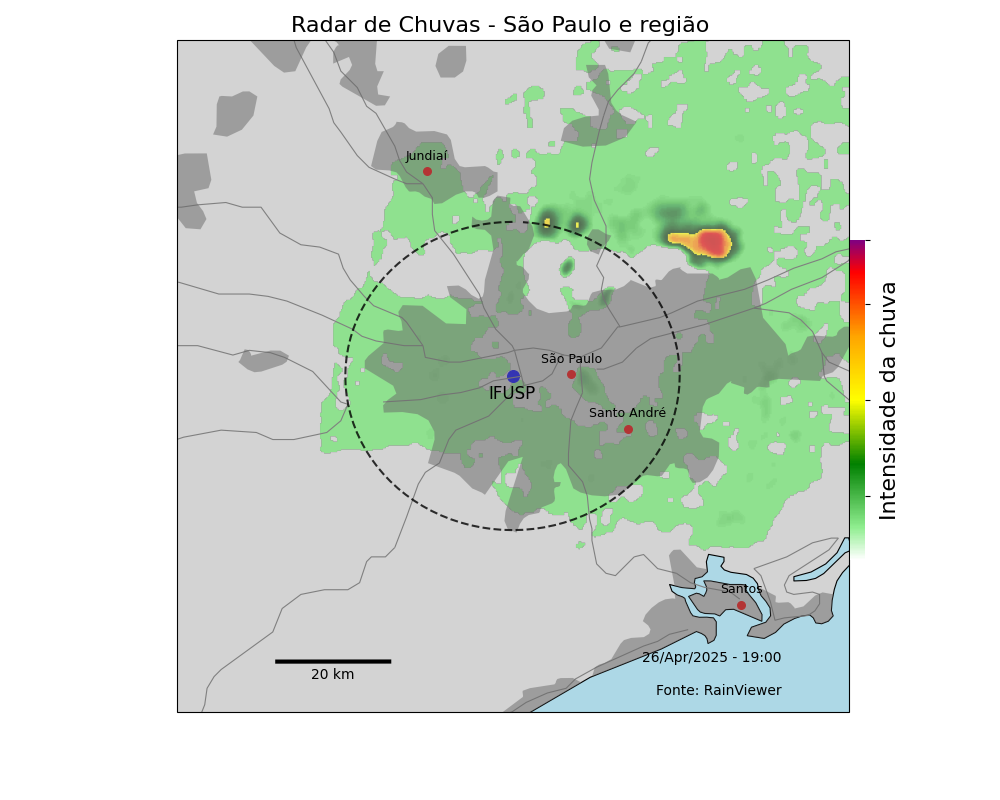 Radar de Chuvas - São Paulo e região
Jundiaí
São Paulo
IFUSP
Santo André
Santos
26/Apr/2025 - 19:00
20 km
Fonte: RainViewer
Intensidade da chuva